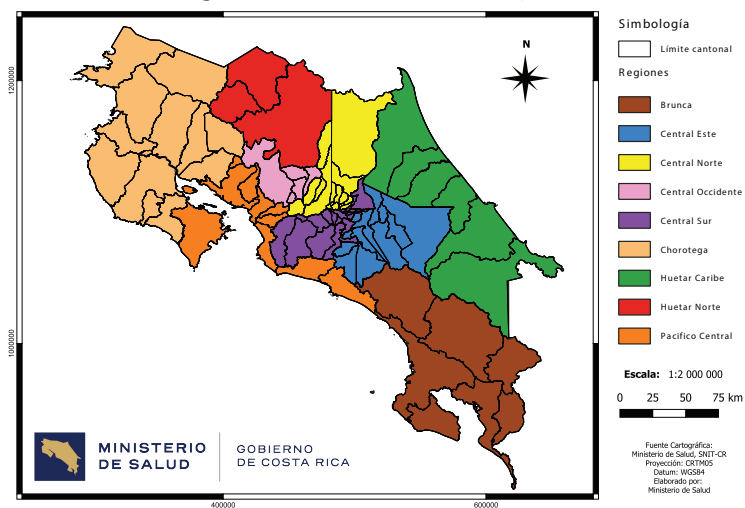 Simbología
Límite cantonal
Regiones
Brunca
Central Este
Central Norte
Central Occidente
Central Sur
Chorotega
Huetar Caribe
Huetar Norte
Pacifico Central
Escala: 1:2 000 000
0 25 50 75 km
Fuente Cartográfica:
Ministerio de Salud, SNIT-CR
Proyección: CRTM05
Datum: WGS84
Elaborado por:
Ministerio de Salud
N
1200000
1000000
400000
600000
MINISTERIO
DE SALUD
GOBIERNO
DE COSTA RICA